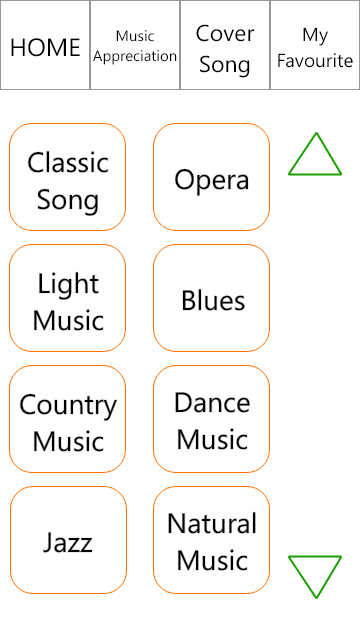 HOME
Music
Appreciation
Cover
Song
My
Favourite
Classic
Song
Opera
Light
Music
Blues
Country
Music
Dance
Music
Jazz
Natural
Music